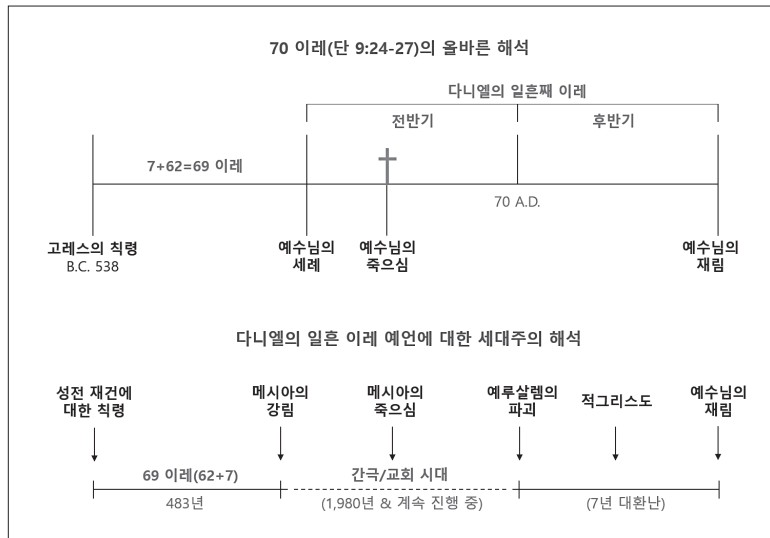 70 이레(단 9:24-27)의 올바른 해석
다니엘의 일흔째 이레
전반기
후반기
7+62=69 이레
70 A.D.
고레스의 칙령
B.C. 538
예수님의
세례
예수님의
죽으심
예수님의
재림
다니엘의 일흔 이레 예언에 대한 세대주의 해석
성전 재건에
대한 칙령
메시아의
강림
메시아의
죽으심
예루살렘의
파괴
적그리스도
예수님의
재림
69 이레(62+7)
간극/교회 시대
483년
(1,980년 & 계속 진행 중)
(7년 대환난)